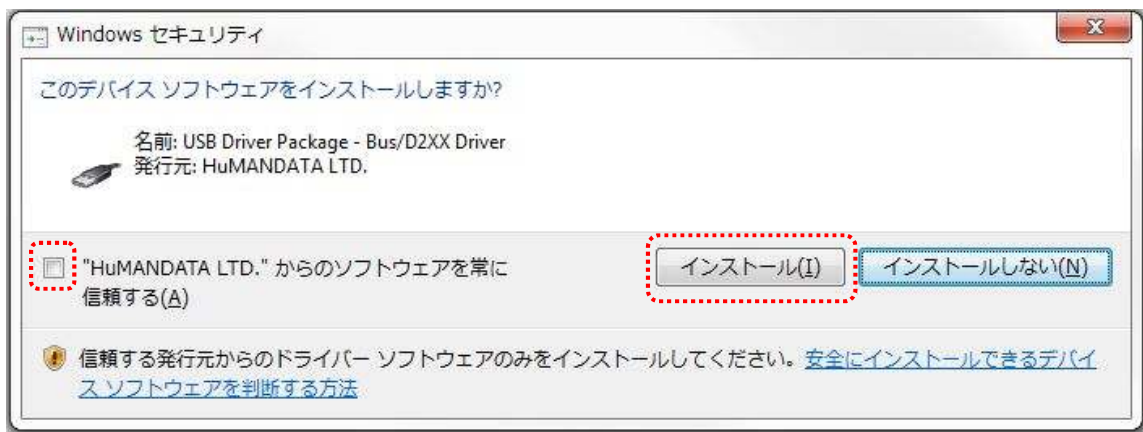 Windows セキュリティ
このデバイス ソフトウェアをインストールしますか?
名前: USB Driver Package - Bus/D2XX Driver
発行元: HuMANDATA LTD.
"HuMANDATA LTD." からのソフトウェアを常に
信頼する(A)
インストール(I)
インストールしない(N)
信頼する発行元からのドライバー ソフトウェアのみをインストールしてください。安全にインストールできるデバイ
ス ソフトウェアを判断する方法